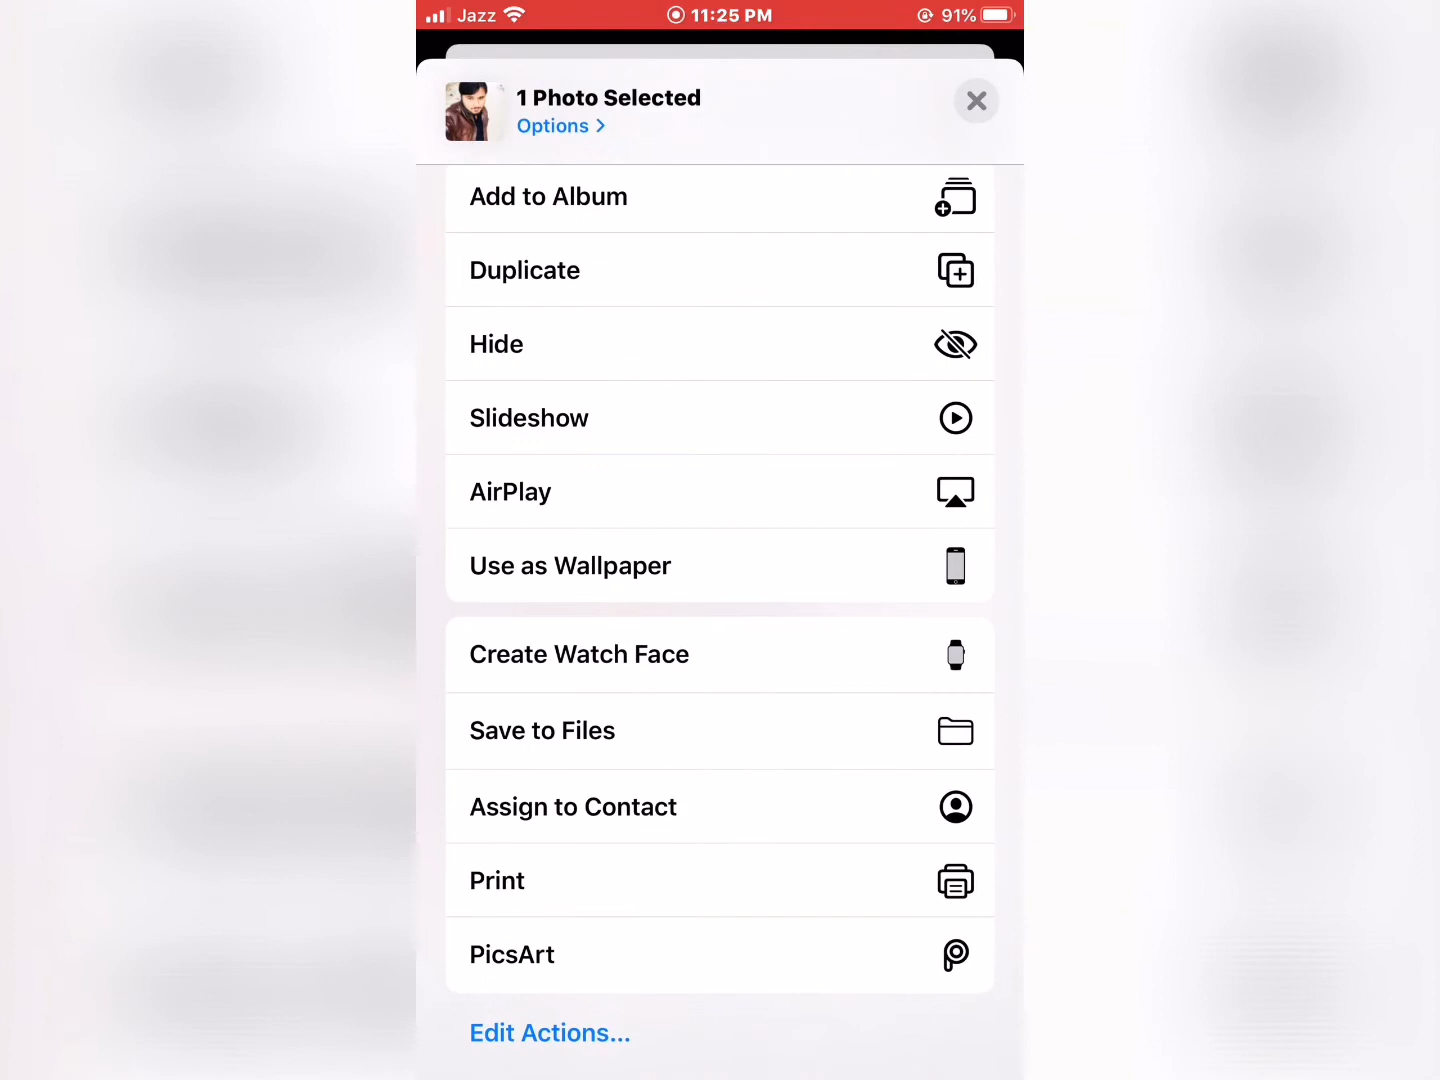 Jazz 11:25 PM 91%
1 Photo Selected
Options
Add to Album
Duplicate
Hide
Slideshow
AirPlay
Use as Wallpaper
Create Watch Face
Save to Files
Assign to Contact
Print
PicsArt
Edit Actions...